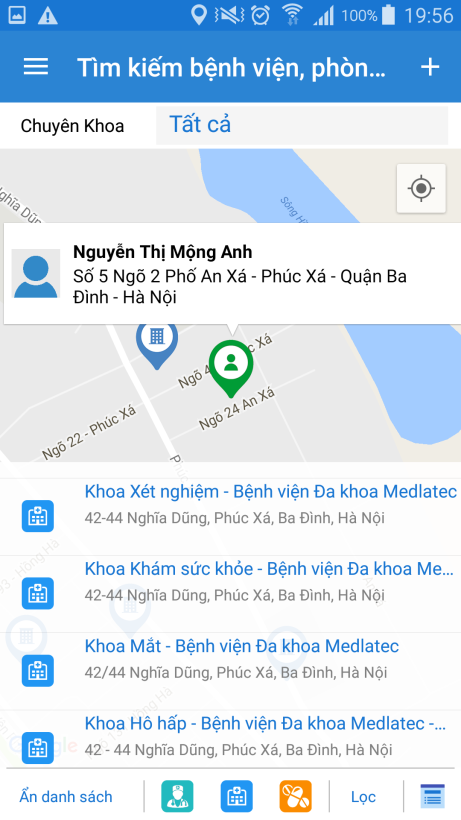 100% 19:56
Tìm kiếm bệnh viện, phòn...
Chuyên Khoa
Tất cả
Nghĩa Dũng
Sông H
Nguyễn Thị Mộng Anh
Số 5 Ngõ 2 Phố An Xá - Phúc Xá - Quận Ba
Đình - Hà Nội
Ngõ 4
c Xá
Ngõ 24 An Xá
Ngõ 22 - Phúc Xá
Khoa Xét nghiệm - Bệnh viện Đa khoa Medlatec
42-44 Nghĩa Dũng, Phúc Xá, Ba Đình, Hà Nội
Khoa Khám sức khỏe - Bệnh viện Đa khoa Me...
42-44 Nghĩa Dũng, Phúc Xá, Ba Đình, Hà Nội
Khoa Mắt - Bệnh viện Đa khoa Medlatec
42/44 Nghĩa Dũng, Phúc Xá, Ba Đình, Hà Nội
Khoa Hô hấp - Bệnh viện Đa khoa Medlatec -...
42 - 44 Nghĩa Dũng, Phúc Xá, Ba Đình, Hà Nội
Ẩn danh sách
Lọc